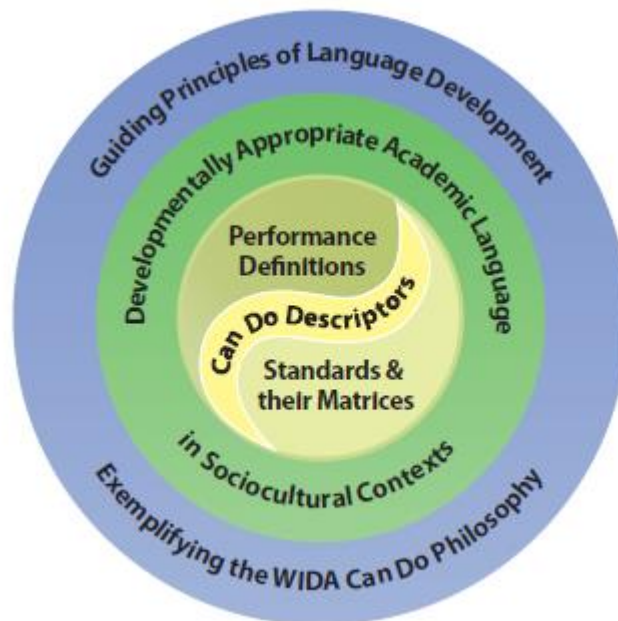 Guiding Principles of Language Development
Developmentally Appropriate Academic Language
Performance
Definitions
Can Do Descriptors
Standards &
their Matrices
in Sociocultural Contexts
Exemplifying the WIDA Can Do Philosophy